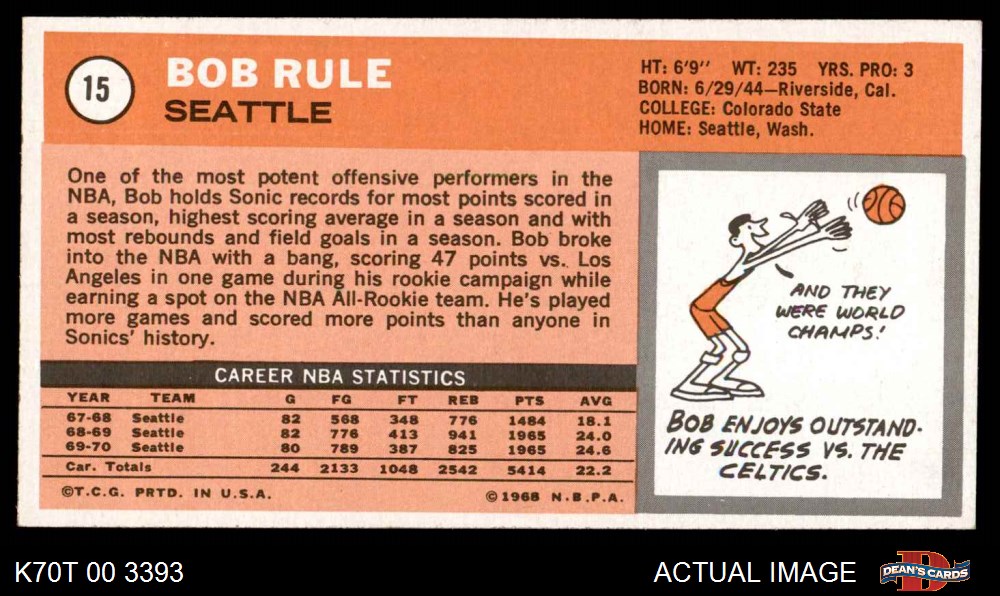 15
BOB RULE
SEATTLE
HT: 6'9" WT: 235 YRS. PRO: 3
BORN: 6/29/44—Riverside, Cal.
COLLEGE: Colorado State
HOME: Seattle, Wash.
One of the most potent offensive performers in the
NBA, Bob holds Sonic records for most points scored in
a season, highest scoring average in a season and with
most rebounds and field goals in a season. Bob broke
into the NBA with a bang, scoring 47 points vs. Los
Angeles in one game during his rookie campaign while
earning a spot on the NBA All-Rookie team. He's played
more games and scored more points than anyone in
Sonics' history.
AND THEY
WERE WORLD
CHAMPS!
BOB ENJOYS OUTSTAND-
ING SUCCESS VS. THE
CELTICS.
CAREER NBA STATISTICS
YEAR TEAM G FG FT REB PTS AVG
67-68 Seattle 82 568 348 776 1484 18.1
68-69 Seattle 82 776 413 941 1965 24.0
69-70 Seattle 80 789 387 825 1965 24.6
Car. Totals 244 2133 1048 2542 5414 22.2
©T.C.G. PRTD. IN U.S.A. ©1968 N.B.P.A.
K70T 00 3393 ACTUAL IMAGE D DEAN'S CARDS